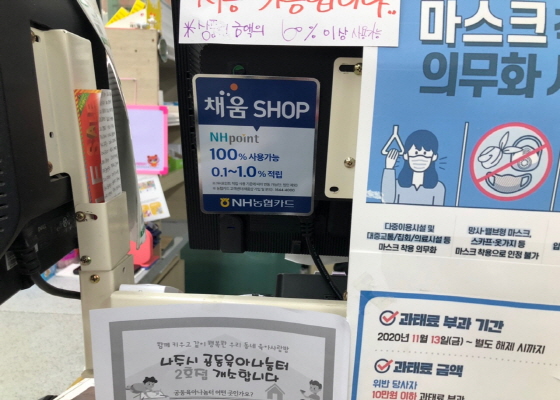 가능합니다..
60% 이상 사용가능
마스크
의무화
채움 SHOP
NHpoint
100% 사용가능
0.1~1.0% 적립
NH농협카드
다중이용시설 및
대중교통/집회/의료시설 등
마스크 착용 의무화
망사·밸브형 마스크,
스카프·옷가지 등
마스크 착용으로 인정 불가
SALE
함께 키우고 같이 행복한 우리 동네 육아사랑방
나도시 공동육아나눔터
2호점 개소합니다
공동육아나눔터 어떤 곳인가요?
과태료 부과 기간
2020년 11월 13일(금) ~ 별도 해제 시까지
과태료 금액
위반 당사자
10만원 이하 과태료 부과